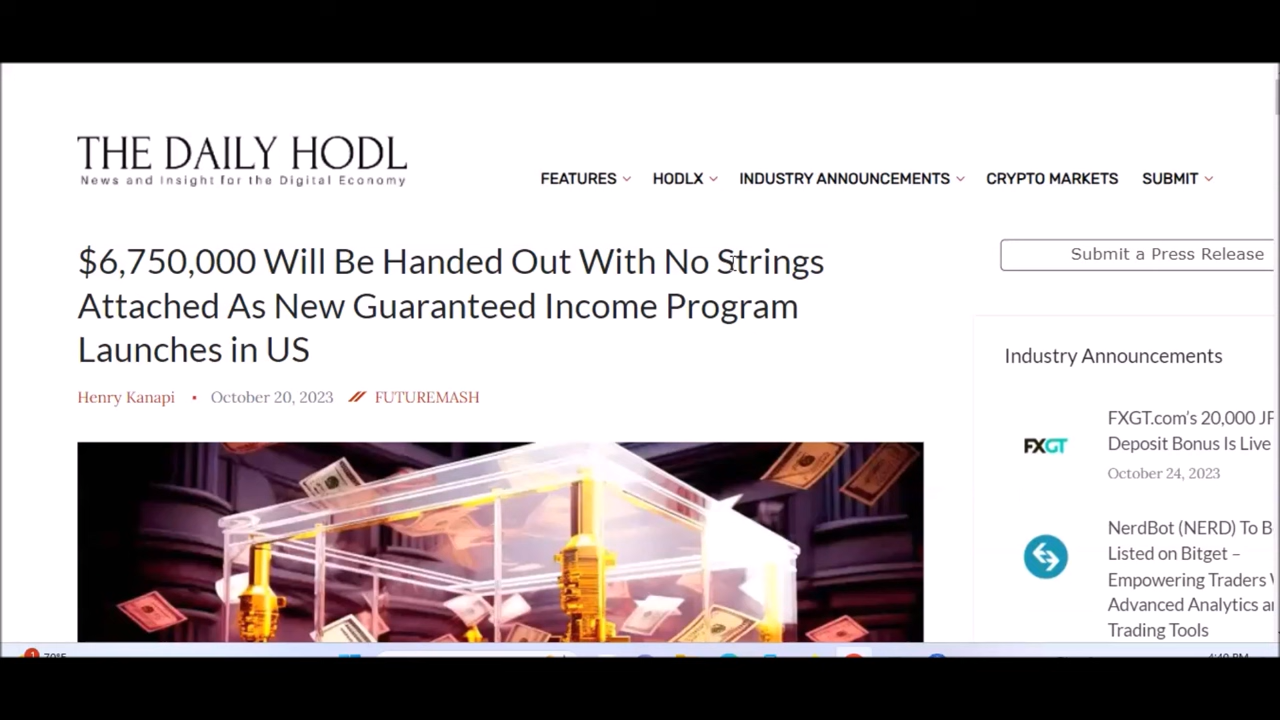 THE DAILY HODL
News and Insight for the Digital Economy
FEATURES HODLX INDUSTRY ANNOUNCEMENTS CRYPTO MARKETS SUBMIT
$6,750,000 Will Be Handed Out With No Strings
Attached As New Guaranteed Income Program
Launches in US
Henry Kanapi • October 20, 2023 FUTUREMASH
Submit a Press Release
Industry Announcements
FXGT
FXGT.com's 20,000 JP
Deposit Bonus Is Live
October 24, 2023
NerdBot (NERD) To B
Listed on Bitget –
Empowering Traders
Advanced Analytics a
Trading Tools